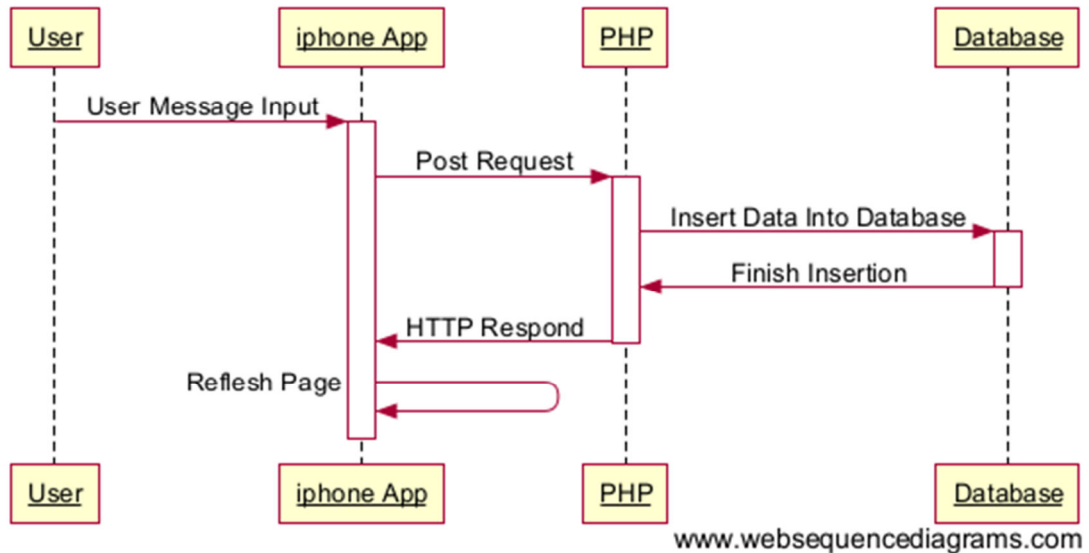 User
iphone App
PHP
Database
User Message Input
Post Request
Insert Data Into Database
Finish Insertion
HTTP Respond
Reflesh Page
User
iphone App
PHP
Database
www.websequencediagrams.com